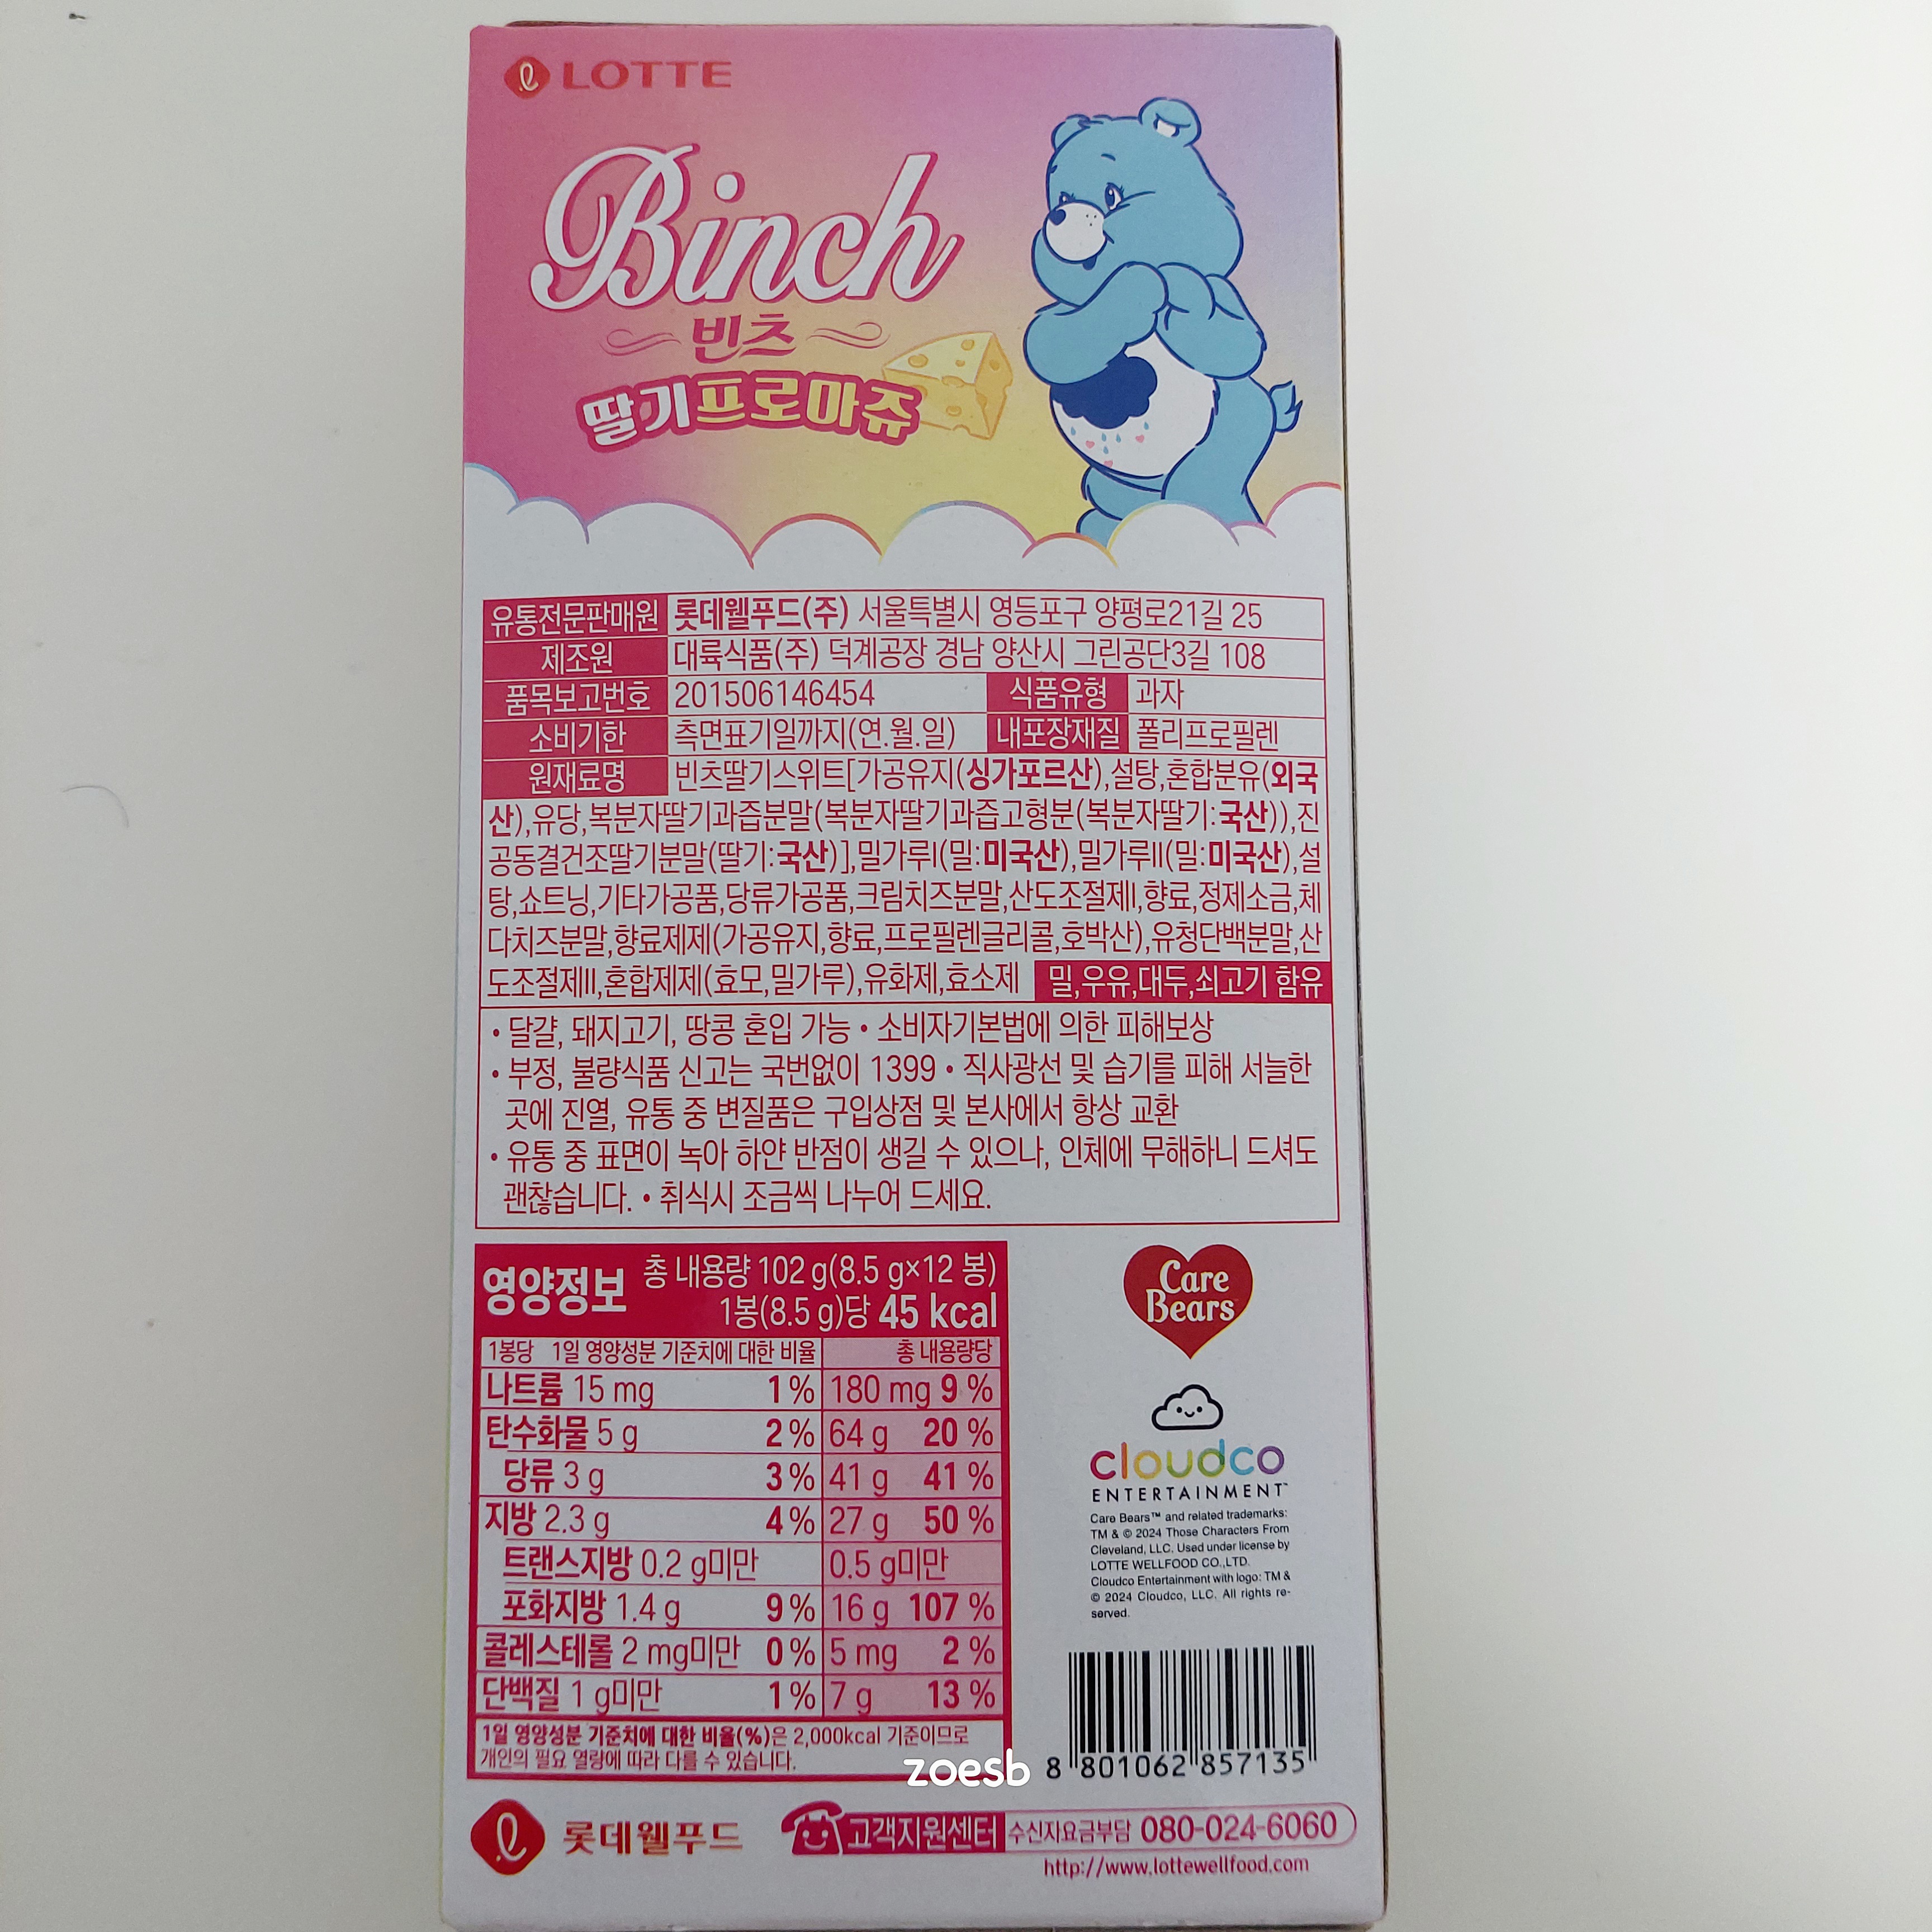 LOTTE
Binch
빈츠
딸기프로마쥬
유통전문판매원 롯데웰푸드(주) 서울특별시 영등포구 양평로21길 25
제조원 대륙식품(주) 덕계공장 경남 양산시 그린공단3길 108
품목보고번호 201506146454 식품유형 과자
소비기한 측면표기일까지(연.월.일) 내포장재질 폴리프로필렌
원재료명 빈츠딸기스위트[가공유지(싱가포르산),설탕,혼합분유(외국
산),유당,복분자딸기과즙분말(복분자딸기과즙고형분(복분자딸기:국산)),진
공동결건조딸기분말(딸기:국산)],밀가루I(밀:미국산),밀가루II(밀:미국산),설
탕,쇼트닝,기타가공품,당류가공품,크림치즈분말,산도조절제I,향료,정제소금,체
다치즈분말,향료제제(가공유지,향료,프로필렌글리콜,호박산),유청단백분말,산
도조절제II,혼합제제(효모,밀가루),유화제,효소제 밀,우유,대두,쇠고기 함유
• 달걀, 돼지고기, 땅콩 혼입 가능 • 소비자기본법에 의한 피해보상
• 부정, 불량식품 신고는 국번없이 1399 • 직사광선 및 습기를 피해 서늘한
곳에 진열, 유통 중 변질품은 구입상점 및 본사에서 항상 교환
• 유통 중 표면이 녹아 하얀 반점이 생길 수 있으나, 인체에 무해하니 드셔도
괜찮습니다. • 취식시 조금씩 나누어 드세요.
영양정보 총 내용량 102 g(8.5 g×12 봉)
1봉(8.5 g)당 45 kcal
1봉당 1일 영양성분 기준치에 대한 비율 총 내용량당
나트륨 15 mg 1 % 180 mg 9 %
탄수화물 5 g 2 % 64 g 20 %
당류 3 g 3 % 41 g 41 %
지방 2.3 g 4 % 27 g 50 %
트랜스지방 0.2 g미만 0.5 g미만
포화지방 1.4 g 9 % 16 g 107 %
콜레스테롤 2 mg미만 0 % 5 mg 2 %
단백질 1 g미만 1 % 7 g 13 %
1일 영양성분 기준치에 대한 비율(%)은 2,000kcal 기준이므로
개인의 필요 열량에 따라 다를 수 있습니다.
Care
Bears
cloudco
ENTERTAINMENT™
Care Bears™ and related trademarks:
TM & © 2024 Those Characters From
Cleveland, LLC. Used under license by
LOTTE WELLFOOD CO.,LTD.
Cloudco Entertainment with logo: TM &
© 2024 Cloudco, LLC. All rights re-
served.
8 801062 857135
zoesb
롯데웰푸드
고객지원센터 수신자요금부담 080-024-6060
http://www.lottewellfood.com